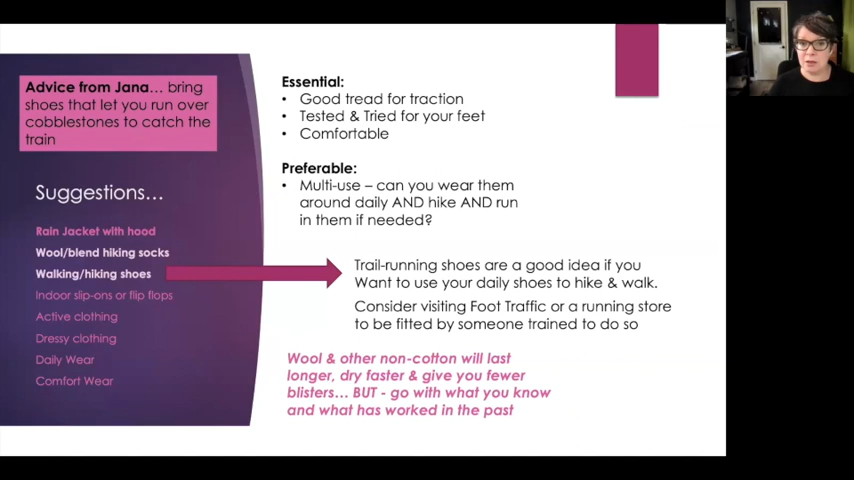 Advice from Jana... bring
shoes that let you run over
cobblestones to catch the
train
Suggestions...
Rain Jacket with hood
Wool/blend hiking socks
Walking/hiking shoes
Indoor slip-ons or flip flops
Active clothing
Dressy clothing
Daily Wear
Comfort Wear
Essential:
• Good tread for traction
• Tested & Tried for your feet
• Comfortable
Preferable:
• Multi-use – can you wear them
around daily AND hike AND run
in them if needed?
Trail-running shoes are a good idea if you
Want to use your daily shoes to hike & walk.
Consider visiting Foot Traffic or a running store
to be fitted by someone trained to do so
Wool & other non-cotton will last
longer, dry faster & give you fewer
blisters... BUT - go with what you know
and what has worked in the past